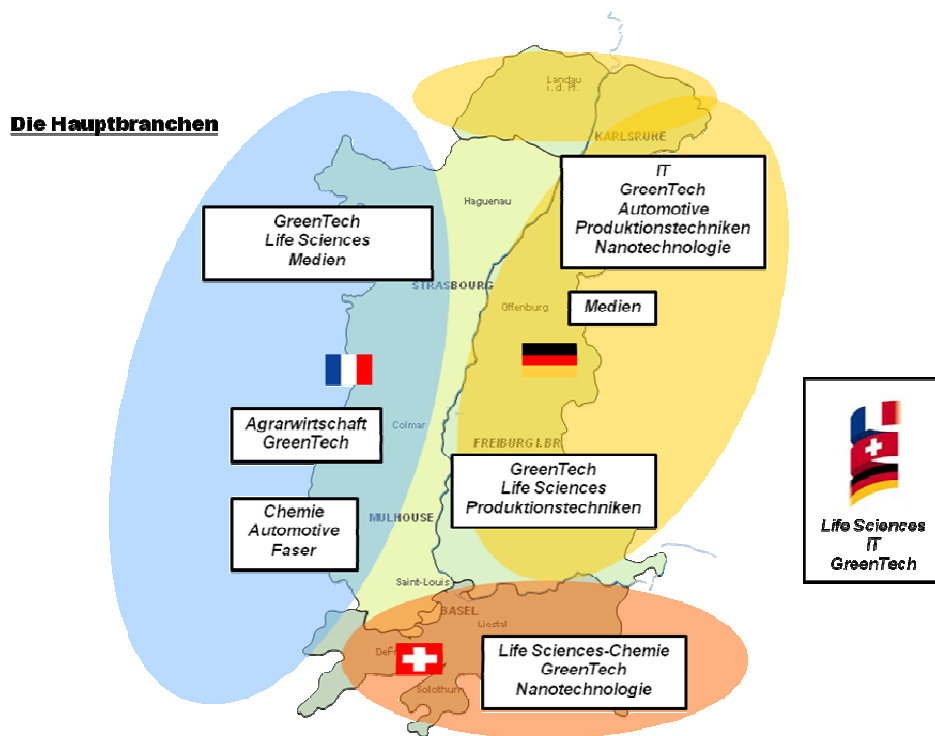 Die Hauptbranchen
Landau
i. d. Pf.
KARLSRUHE
IT
GreenTech
Automotive
Produktionstechniken
Nanotechnologie
Haguenau
GreenTech
Life Sciences
Medien
STRASBOURG
Offenburg
Medien
Agrarwirtschaft
GreenTech
Colmar
FREIBURG I.BR
GreenTech
Life Sciences
Produktionstechniken
Chemie
Automotive
Faser
MULHOUSE
Life Sciences
IT
GreenTech
Saint-Louis
BASEL
Liestal
Life Sciences-Chemie
GreenTech
Nanotechnologie
Sollothurn